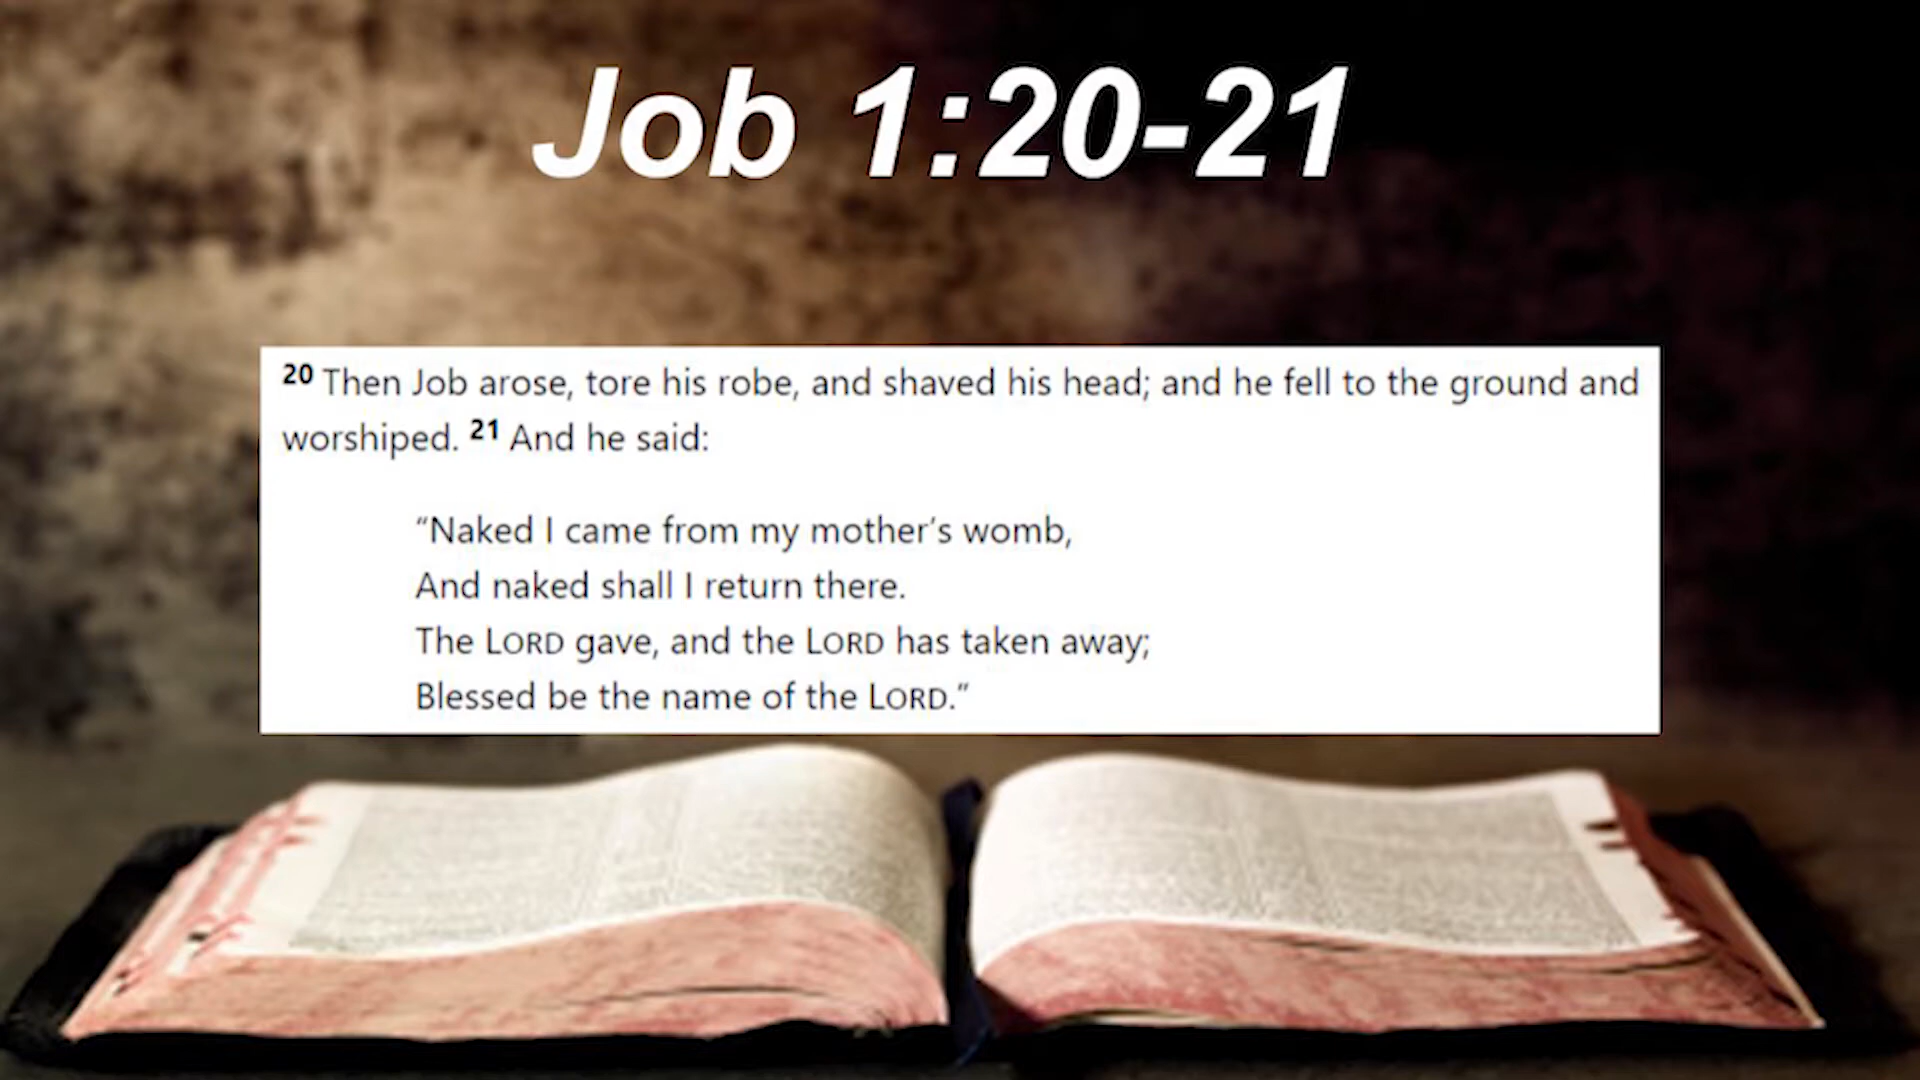 Job 1:20-21
20 Then Job arose, tore his robe, and shaved his head; and he fell to the ground and
worshiped. 21 And he said:
“Naked I came from my mother’s womb,
And naked shall I return there.
The LORD gave, and the LORD has taken away;
Blessed be the name of the LORD.”